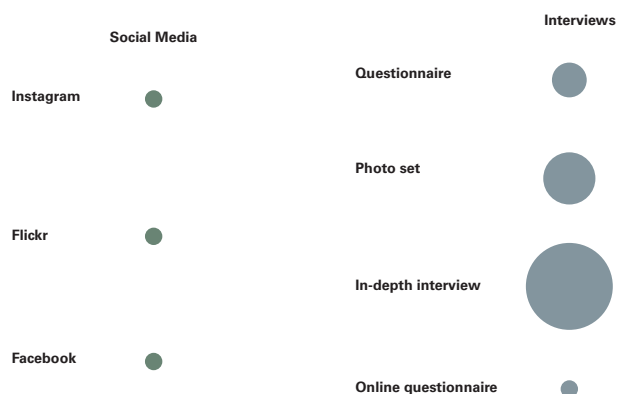 Social Media
Instagram
Flickr
Facebook
Interviews
Questionnaire
Photo set
In-depth interview
Online questionnaire